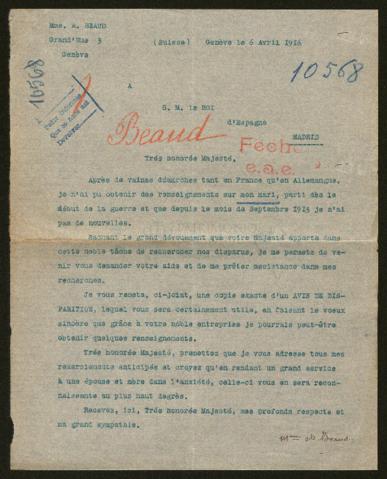 Mme. A. BEAUD
Grand'Rue 3
Genève
(Suisse) Genève le 6 Avril 1916
10568
10568
A
S. M. le ROI
d'Espagne
MADRID
Beaud
Fecho
e.a.e.
Trés honorée Majesté,
Après de vaines démarches tant en France qu'en Allemangne,
je n'ai pu obtenir des renseignements sur mon mari, parti dès
le début de la guerre et que depuis le mois de Septembre 1914 je n'ai
pas de nouvelles.
Sachant le grand dévouement que votre Majesté apporte dans
cette noble tâche de rechercher nos disparus, je me permets de ve-
nir vous demander votre aide et de me prêter assistance dans mes
recherches.
Je vous remets, ci-joint, une copie exacte d'un AVIS DE DIS-
PARITION, lequel vous sera certainement utile, en faisant le voeux
sincère que grâce à votre noble entreprise je pourrais peut-être
obtenir quelques renseignements.
Trés honorée Majesté, promettez que je vous adresse tous mes
remerciements anticipés et croyez qu'en rendant un grand service
à une épouse et mère dans l'anxiété, celle-ci vous en sera recon-
naissante au plus haut degrés.
Recevez, ici, Trés honorée Majesté, mes profonds respects et
ma grand sympathie.
Mme A. Beaud.